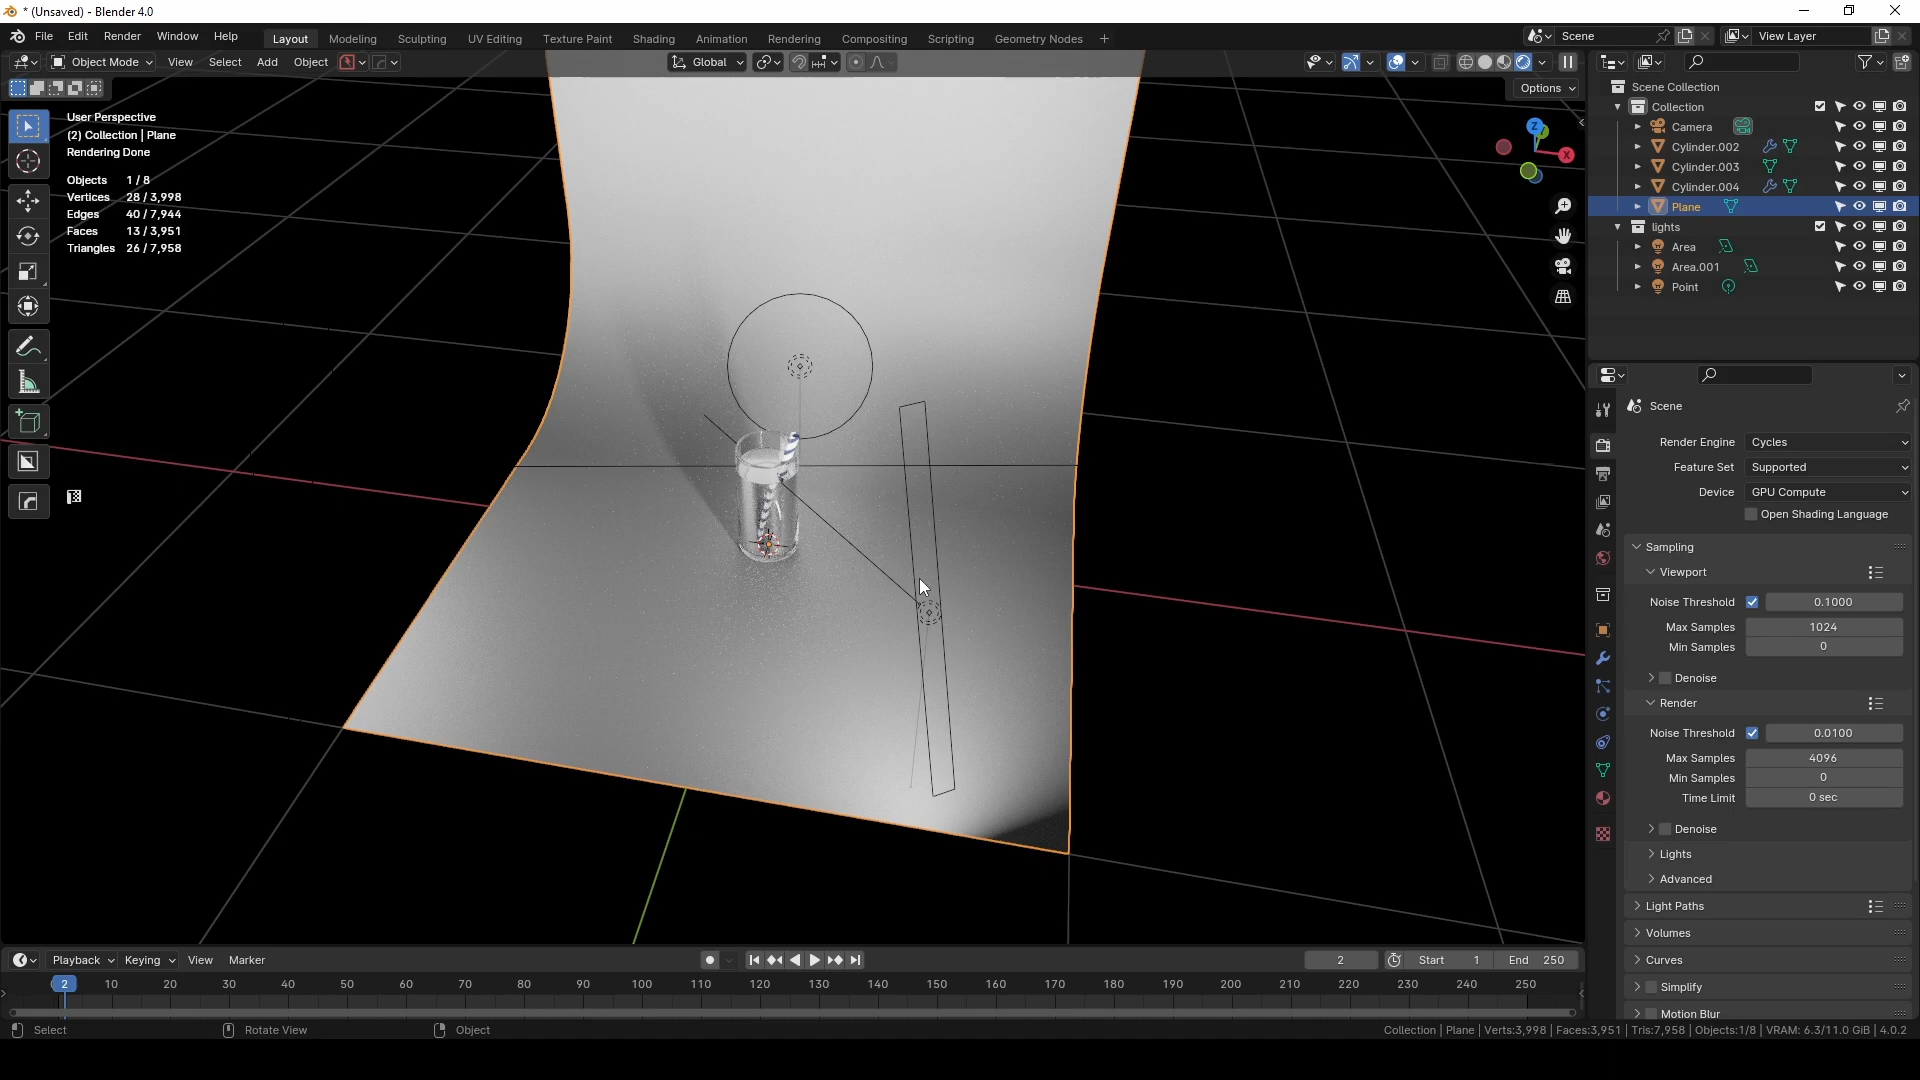 * (Unsaved) - Blender 4.0
File Edit Render Window Help
Layout Modeling Sculpting UV Editing Texture Paint Shading Animation Rendering Compositing Scripting Geometry Nodes +
Scene
View Layer
Object Mode View Select Add Object
Global
Options
User Perspective
(2) Collection | Plane
Rendering Done
Objects 1 / 8
Vertices 28 / 3,998
Edges 40 / 7,944
Faces 13 / 3,951
Triangles 26 / 7,958
Z
X
Scene Collection
Collection
Camera
Cylinder.002
Cylinder.003
Cylinder.004
Plane
lights
Area
Area.001
Point
Scene
Render Engine Cycles
Feature Set Supported
Device GPU Compute
Open Shading Language
Sampling
Viewport
Noise Threshold 0.1000
Max Samples 1024
Min Samples 0
Denoise
Render
Noise Threshold 0.0100
Max Samples 4096
Min Samples 0
Time Limit 0 sec
Denoise
Lights
Advanced
Light Paths
Volumes
Curves
Simplify
Motion Blur
Playback Keying View Marker
2
Start 1 End 250
2 10 20 30 40 50 60 70 80 90 100 110 120 130 140 150 160 170 180 190 200 210 220 230 240 250
Select Rotate View Object
Collection | Plane | Verts:3,998 | Faces:3,951 | Tris:7,958 | Objects:1/8 | VRAM: 6.3/11.0 GiB | 4.0.2